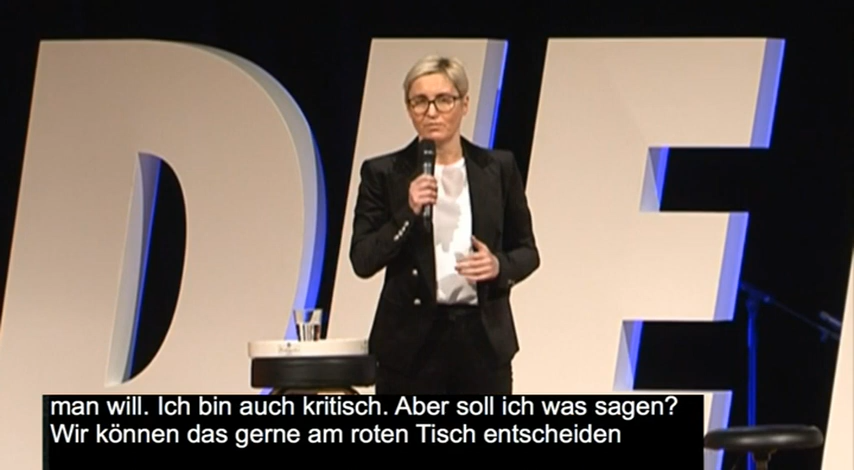 DIE
man will. Ich bin auch kritisch. Aber soll ich was sagen?
Wir können das gerne am roten Tisch entscheiden